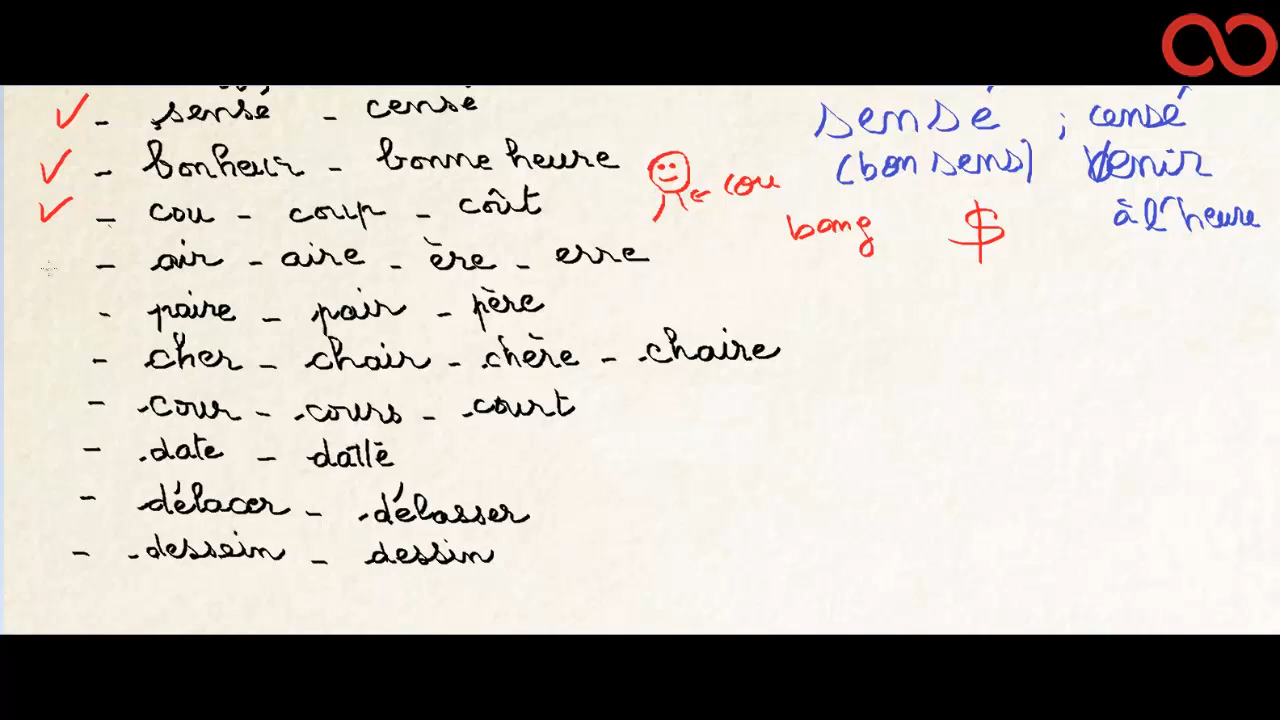 - sensé - censé
- bonheur - bonne heure
- cou - coup - coût
- air - aire - ère - erre
- paire - pair - père
- cher - chair - chère - chaire
- cour - cours - court
- date - datte
- délacer - délasser
- dessein - dessin
← cou
bang $
sensé ; censé
(bon sens) venir
à l'heure